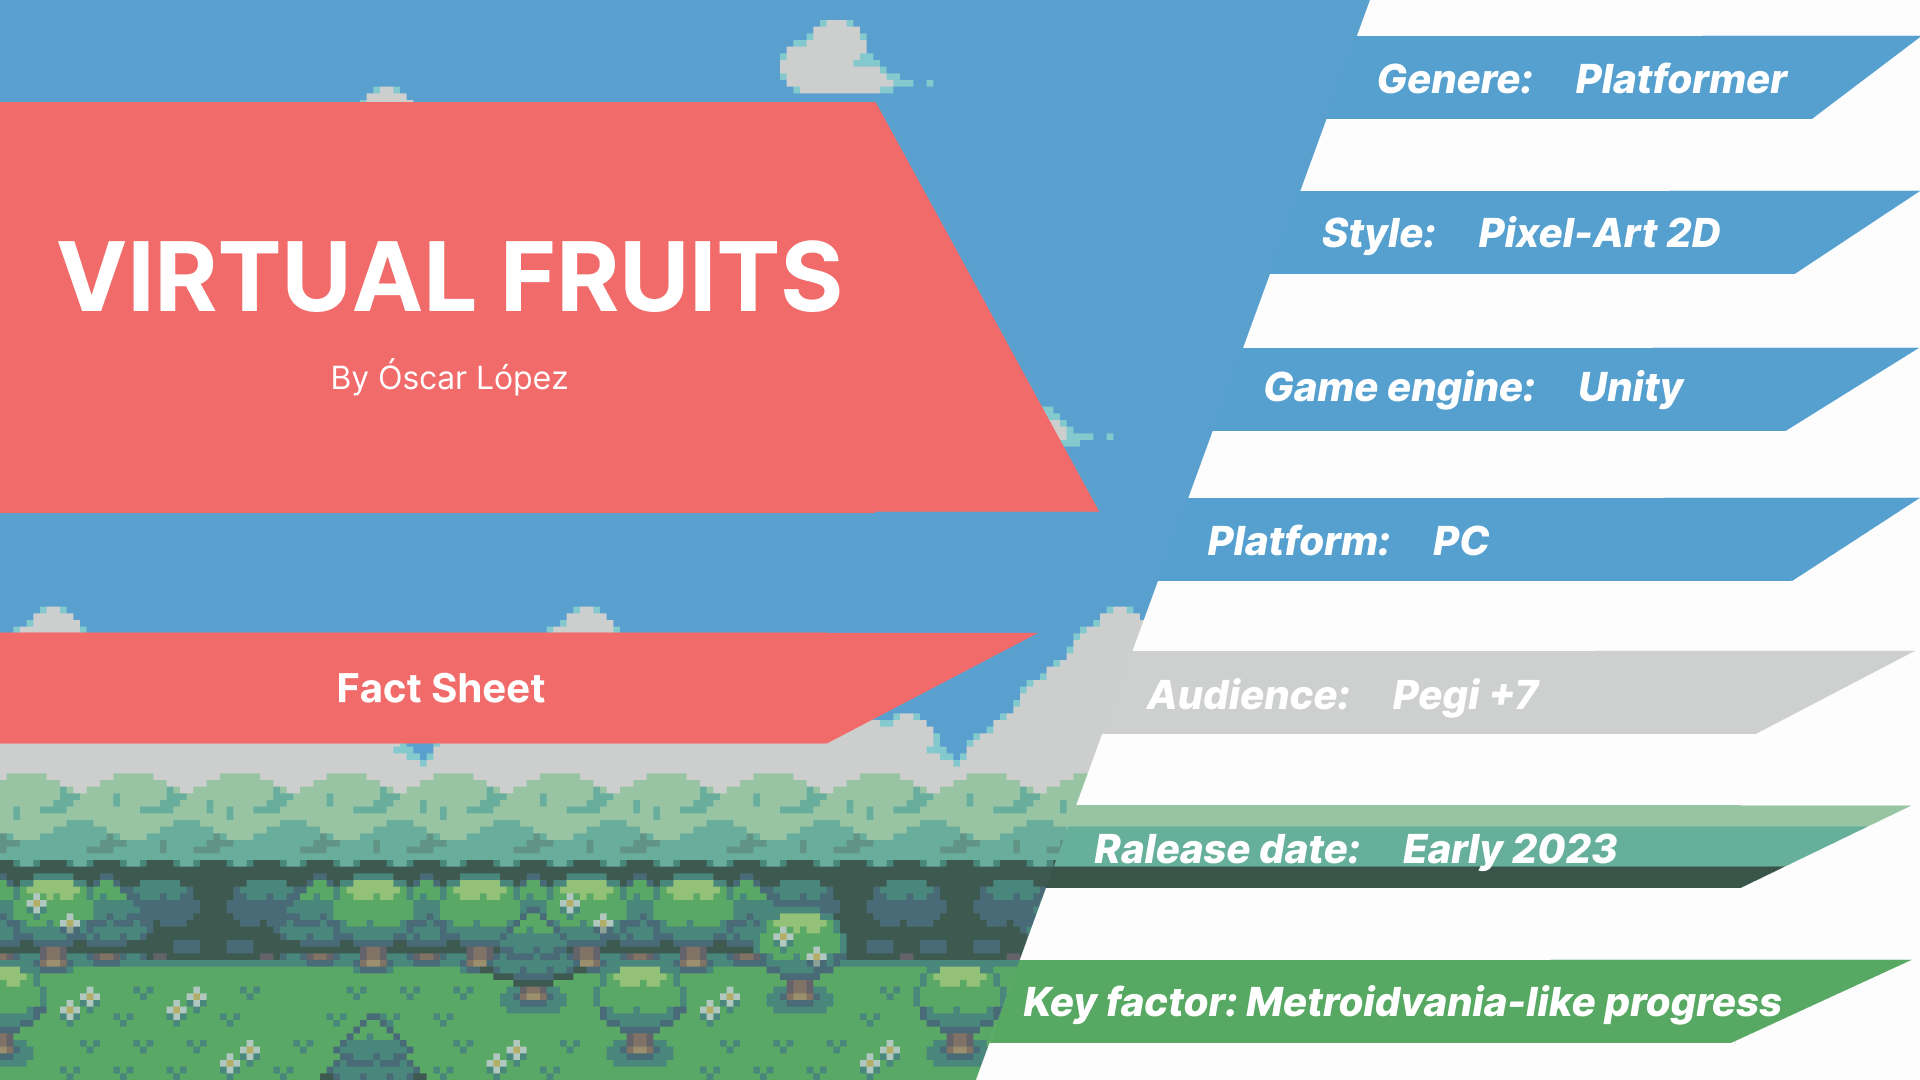 VIRTUAL FRUITS
By Óscar López
Fact Sheet
Genere: Platformer
Style: Pixel-Art 2D
Game engine: Unity
Platform: PC
Audience: Pegi +7
Ralease date: Early 2023
Key factor: Metroidvania-like progress